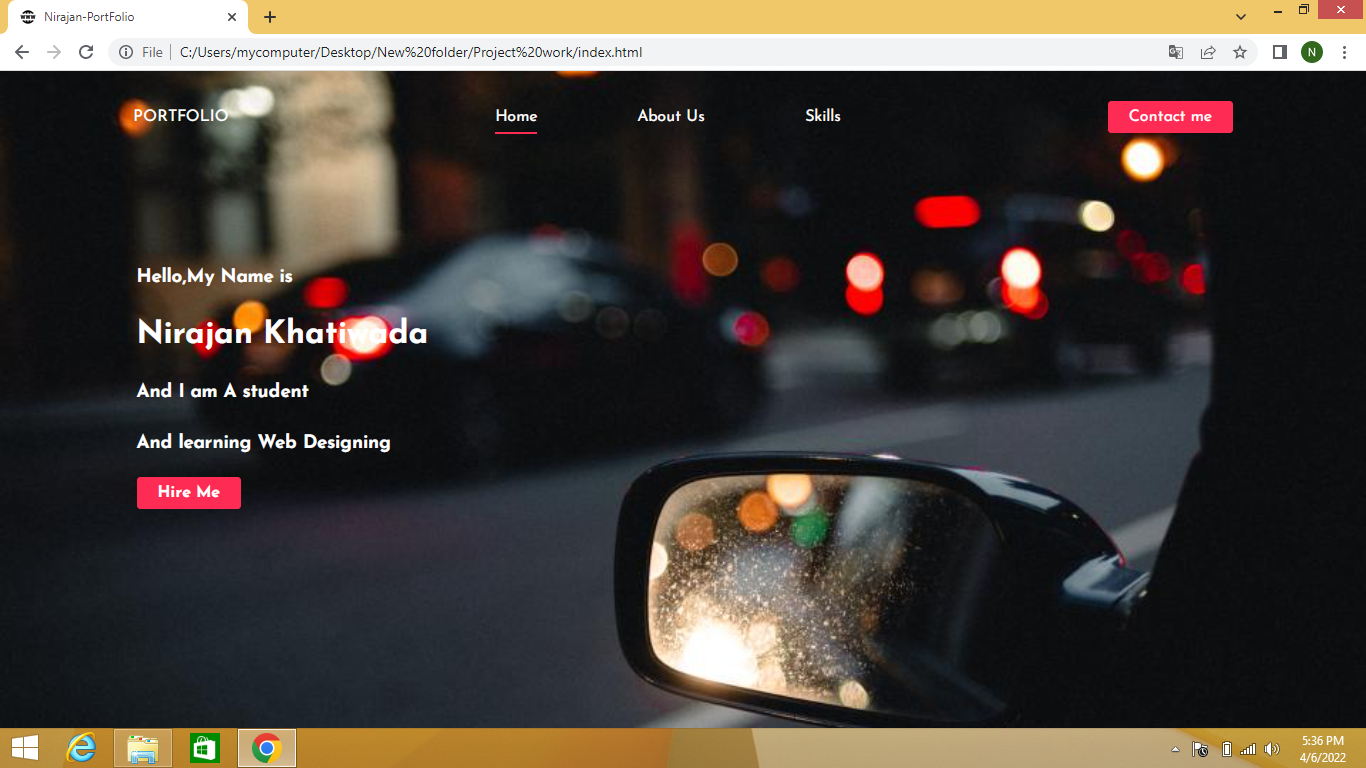 Nirajan-PortFolio
File
C:/Users/mycomputer/Desktop/New%20folder/Project%20work/index.html
N
PORTFOLIO
Home
About Us
Skills
Contact me
Hello,My Name is
Nirajan Khatiwada
And I am A student
And learning Web Designing
Hire Me
5:36 PM
4/6/2022